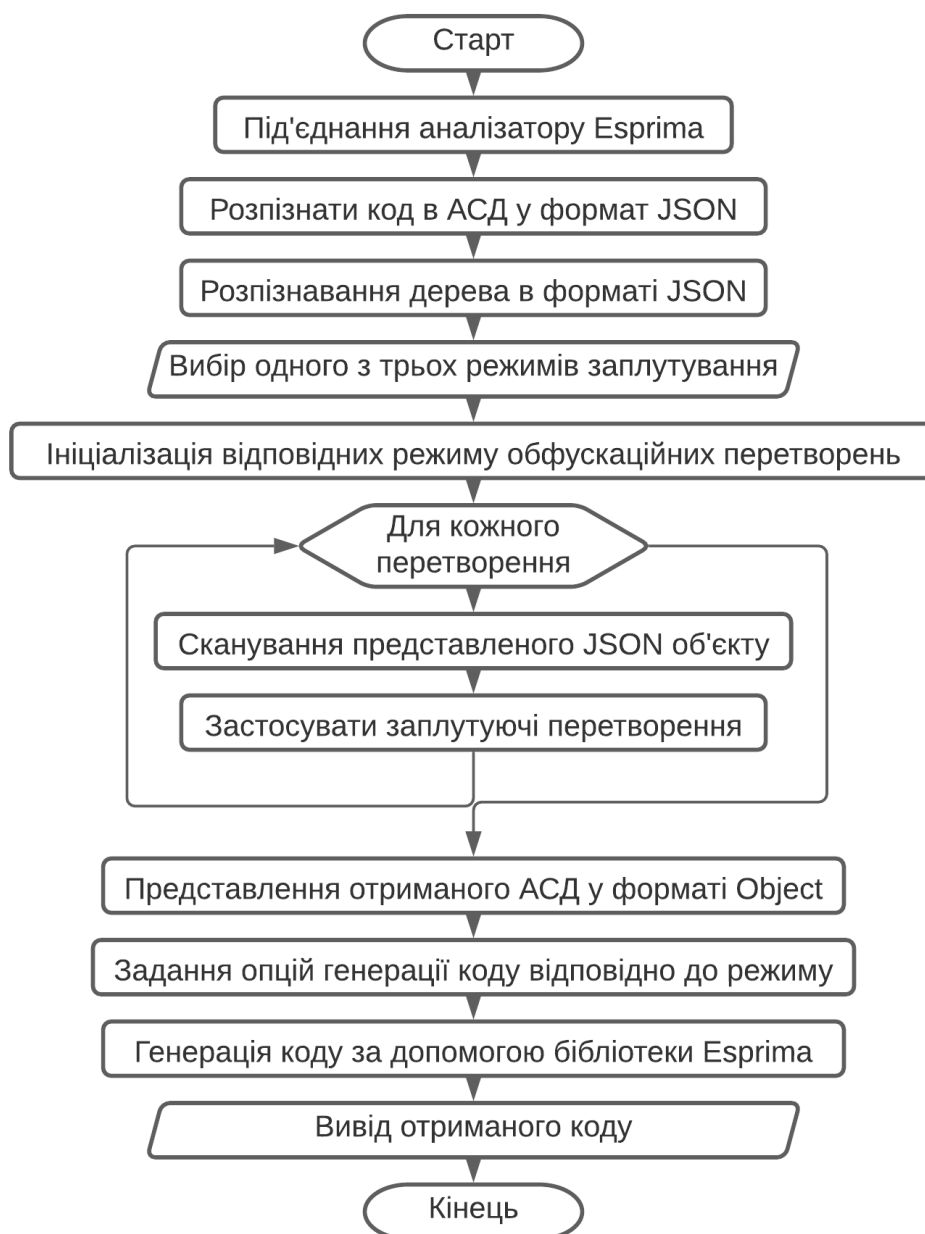 Старт
Під'єднання аналізатору Esprima
Розпізнати код в АСД у формат JSON
Розпізнавання дерева в форматі JSON
Вибір одного з трьох режимів заплутування
Ініціалізація відповідних режиму обфускаційних перетворень
Для кожного
перетворення
Сканування представленого JSON об'єкту
Застосувати заплутуючі перетворення
Представлення отриманого АСД у форматі Object
Задання опцій генерації коду відповідно до режиму
Генерація коду за допомогою бібліотеки Esprima
Вивід отриманого коду
Кінець